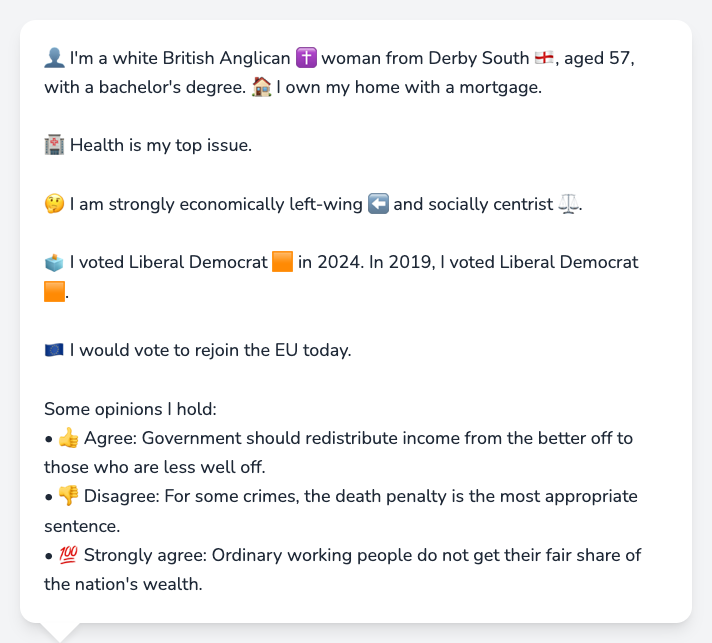 👤 I'm a white British Anglican ✝️ woman from Derby South 🏴󠁧󠁢󠁥󠁮󠁧󠁿, aged 57,
with a bachelor's degree. 🏠 I own my home with a mortgage.
🏥 Health is my top issue.
🤔 I am strongly economically left-wing ⬅️ and socially centrist ⚖️.
🗳️ I voted Liberal Democrat 🟧 in 2024. In 2019, I voted Liberal Democrat
🟧.
🇪🇺 I would vote to rejoin the EU today.
Some opinions I hold:
• 👍 Agree: Government should redistribute income from the better off to
those who are less well off.
• 👎 Disagree: For some crimes, the death penalty is the most appropriate
sentence.
• 💯 Strongly agree: Ordinary working people do not get their fair share of
the nation's wealth.